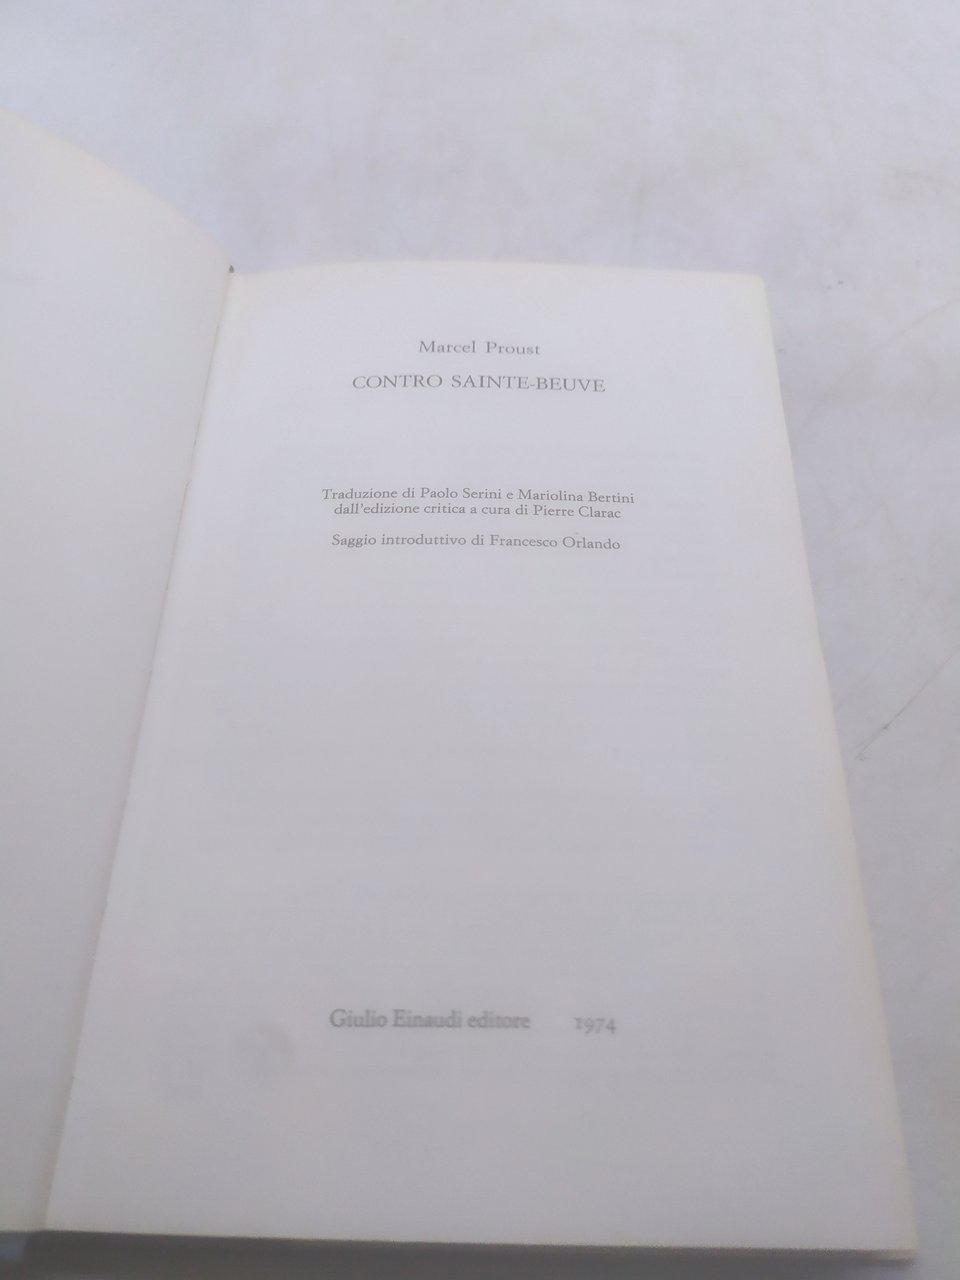 Marcel Proust
CONTRO SAINTE-BEUVE
Traduzione di Paolo Serini e Mariolina Bertini
dall'edizione critica a cura di Pierre Clarac
Saggio introduttivo di Francesco Orlando
Giulio Einaudi editore 1974